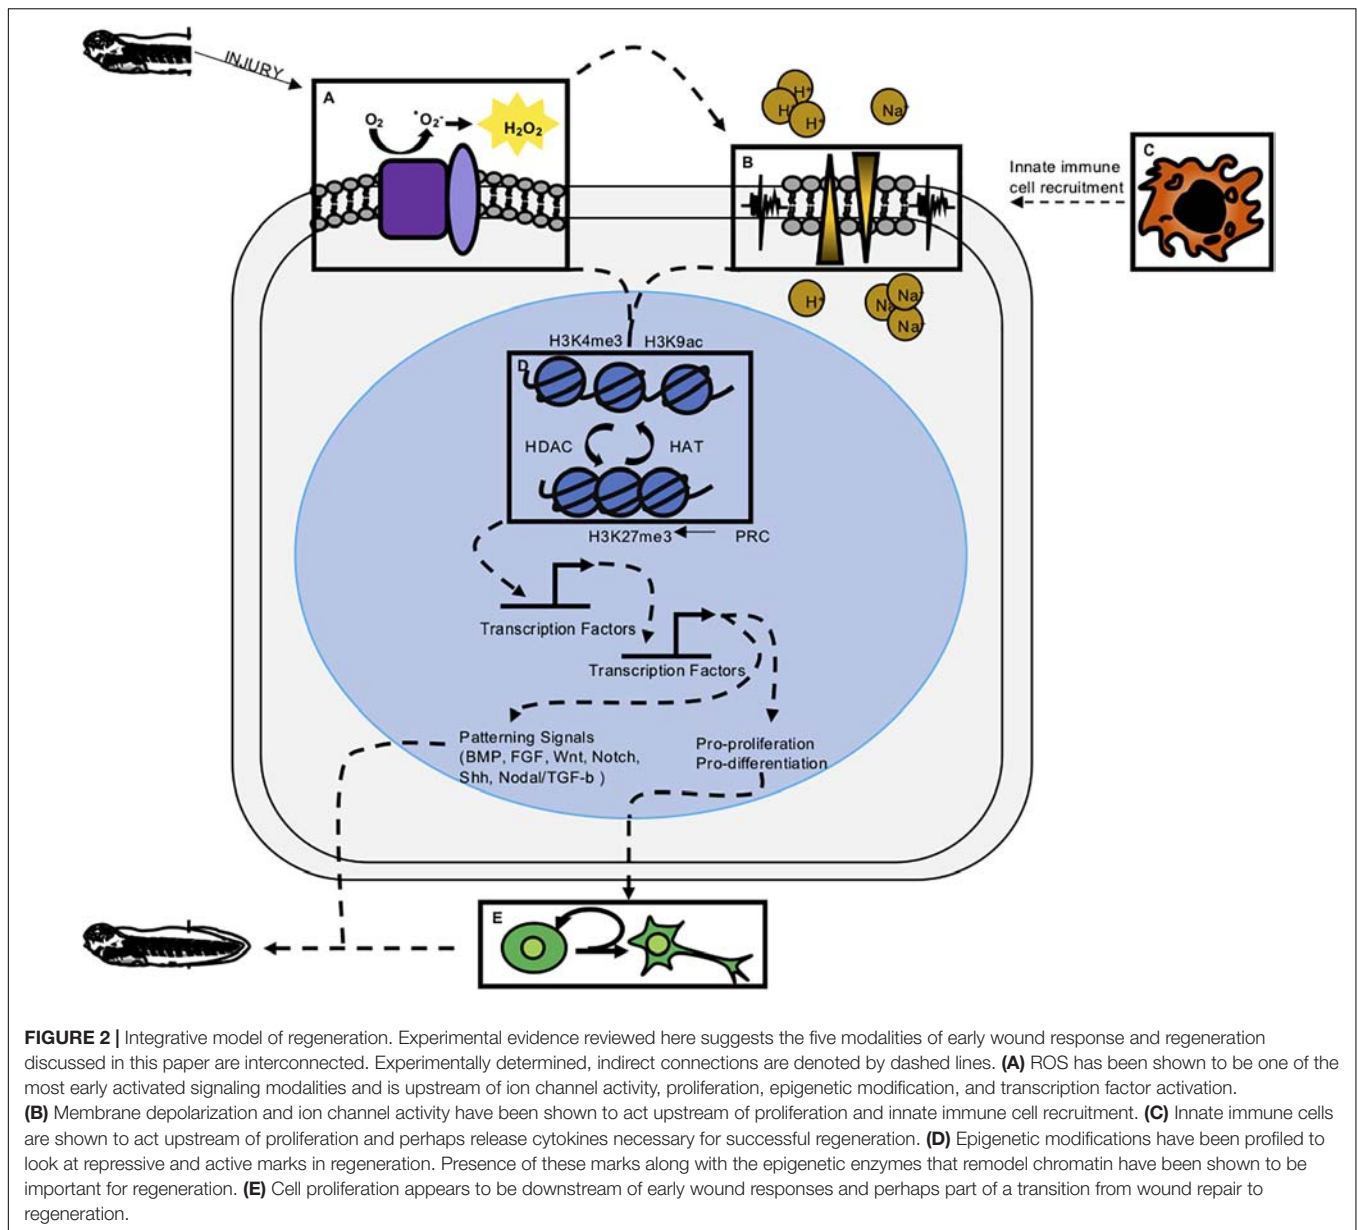 INJURY
A
O2
•O2-
H2O2
H+
H+
H+
Na+
B
C
Innate immune
cell recruitment
H+
Na+
Na+
Na+
H3K4me3
H3K9ac
D
HDAC
HAT
H3K27me3
PRC
Transcription Factors
Transcription Factors
Patterning Signals
(BMP, FGF, Wnt, Notch,
Shh, Nodal/TGF-b )
Pro-proliferation
Pro-differentiation
E
FIGURE 2 | Integrative model of regeneration. Experimental evidence reviewed here suggests the five modalities of early wound response and regeneration
discussed in this paper are interconnected. Experimentally determined, indirect connections are denoted by dashed lines. (A) ROS has been shown to be one of the
most early activated signaling modalities and is upstream of ion channel activity, proliferation, epigenetic modification, and transcription factor activation.
(B) Membrane depolarization and ion channel activity have been shown to act upstream of proliferation and innate immune cell recruitment. (C) Innate immune cells
are shown to act upstream of proliferation and perhaps release cytokines necessary for successful regeneration. (D) Epigenetic modifications have been profiled to
look at repressive and active marks in regeneration. Presence of these marks along with the epigenetic enzymes that remodel chromatin have been shown to be
important for regeneration. (E) Cell proliferation appears to be downstream of early wound responses and perhaps part of a transition from wound repair to
regeneration.